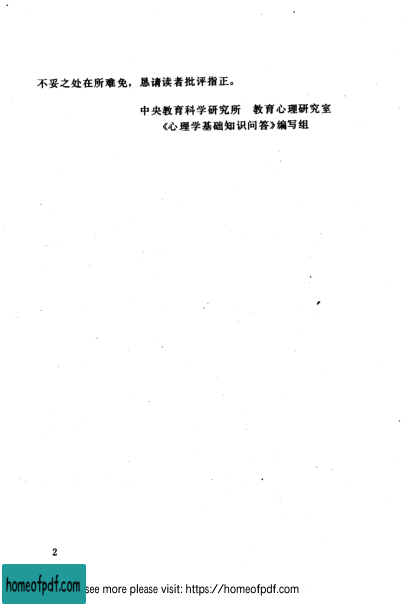 不妥之处在所难免，恳请读者批评指正。
中央教育科学研究所　教育心理研究室
《心理学基础知识问答》编写组
2
homeofpdf.com
see more please visit: https://homeofpdf.com